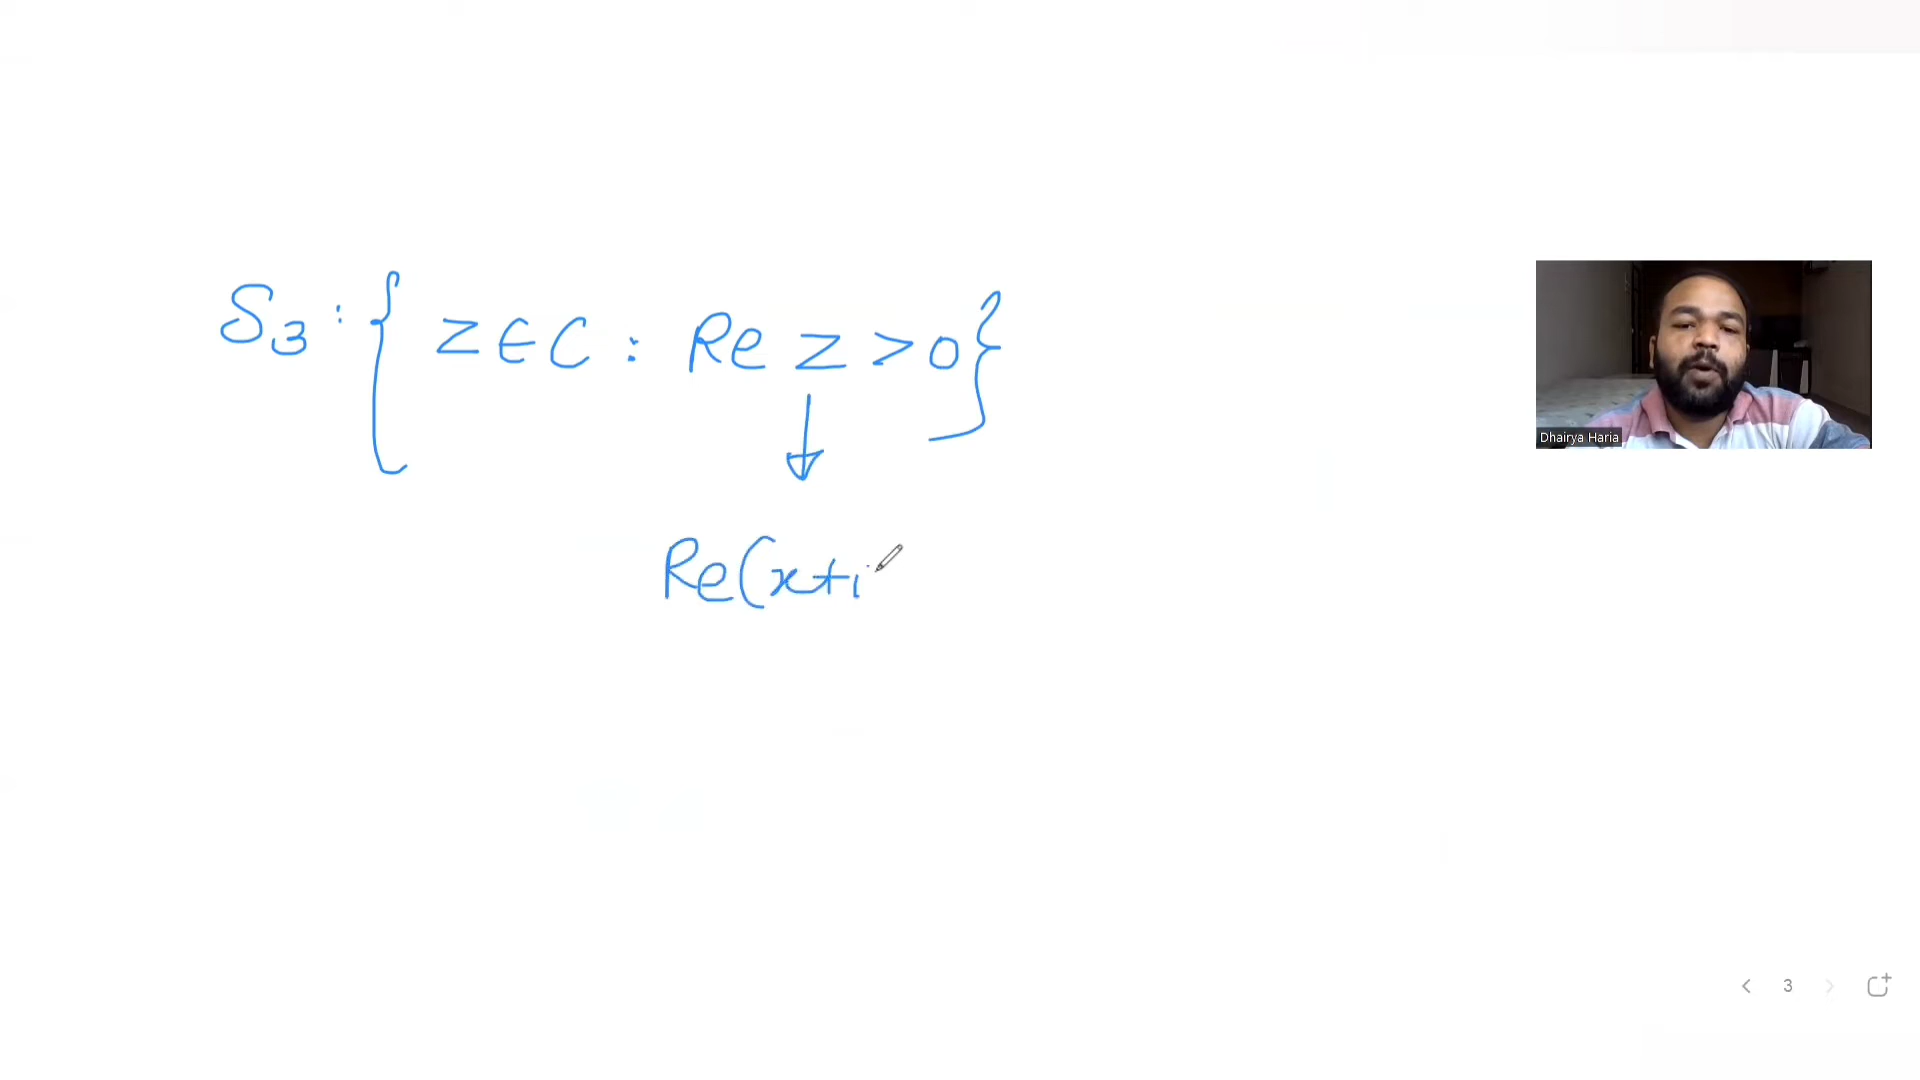 S3 : { Z ∈ C : Re z > 0 }
Re(x+i
Dhairya Haria
3